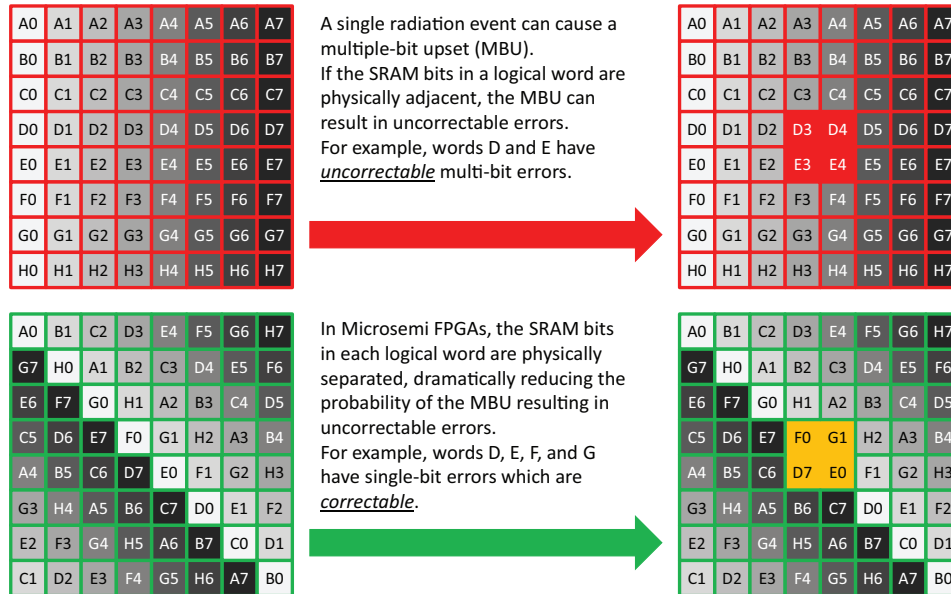 A0 A1 A2 A3 A4 A5 A6 A7
B0 B1 B2 B3 B4 B5 B6 B7
C0 C1 C2 C3 C4 C5 C6 C7
D0 D1 D2 D3 D4 D5 D6 D7
E0 E1 E2 E3 E4 E5 E6 E7
F0 F1 F2 F3 F4 F5 F6 F7
G0 G1 G2 G3 G4 G5 G6 G7
H0 H1 H2 H3 H4 H5 H6 H7
A single radiation event can cause a
multiple-bit upset (MBU).
If the SRAM bits in a logical word are
physically adjacent, the MBU can
result in uncorrectable errors.
For example, words D and E have
uncorrectable multi-bit errors.
A0 A1 A2 A3 A4 A5 A6 A7
B0 B1 B2 B3 B4 B5 B6 B7
C0 C1 C2 C3 C4 C5 C6 C7
D0 D1 D2 D3 D4 D5 D6 D7
E0 E1 E2 E3 E4 E5 E6 E7
F0 F1 F2 F3 F4 F5 F6 F7
G0 G1 G2 G3 G4 G5 G6 G7
H0 H1 H2 H3 H4 H5 H6 H7
A0 B1 C2 D3 E4 F5 G6 H7
G7 H0 A1 B2 C3 D4 E5 F6
E6 F7 G0 H1 A2 B3 C4 D5
C5 D6 E7 F0 G1 H2 A3 B4
A4 B5 C6 D7 E0 F1 G2 H3
G3 H4 A5 B6 C7 D0 E1 F2
E2 F3 G4 H5 A6 B7 C0 D1
C1 D2 E3 F4 G5 H6 A7 B0
In Microsemi FPGAs, the SRAM bits
in each logical word are physically
separated, dramatically reducing the
probability of the MBU resulting in
uncorrectable errors.
For example, words D, E, F, and G
have single-bit errors which are
correctable.
A0 B1 C2 D3 E4 F5 G6 H7
G7 H0 A1 B2 C3 D4 E5 F6
E6 F7 G0 H1 A2 B3 C4 D5
C5 D6 E7 F0 G1 H2 A3 B4
A4 B5 C6 D7 E0 F1 G2 H3
G3 H4 A5 B6 C7 D0 E1 F2
E2 F3 G4 H5 A6 B7 C0 D1
C1 D2 E3 F4 G5 H6 A7 B0